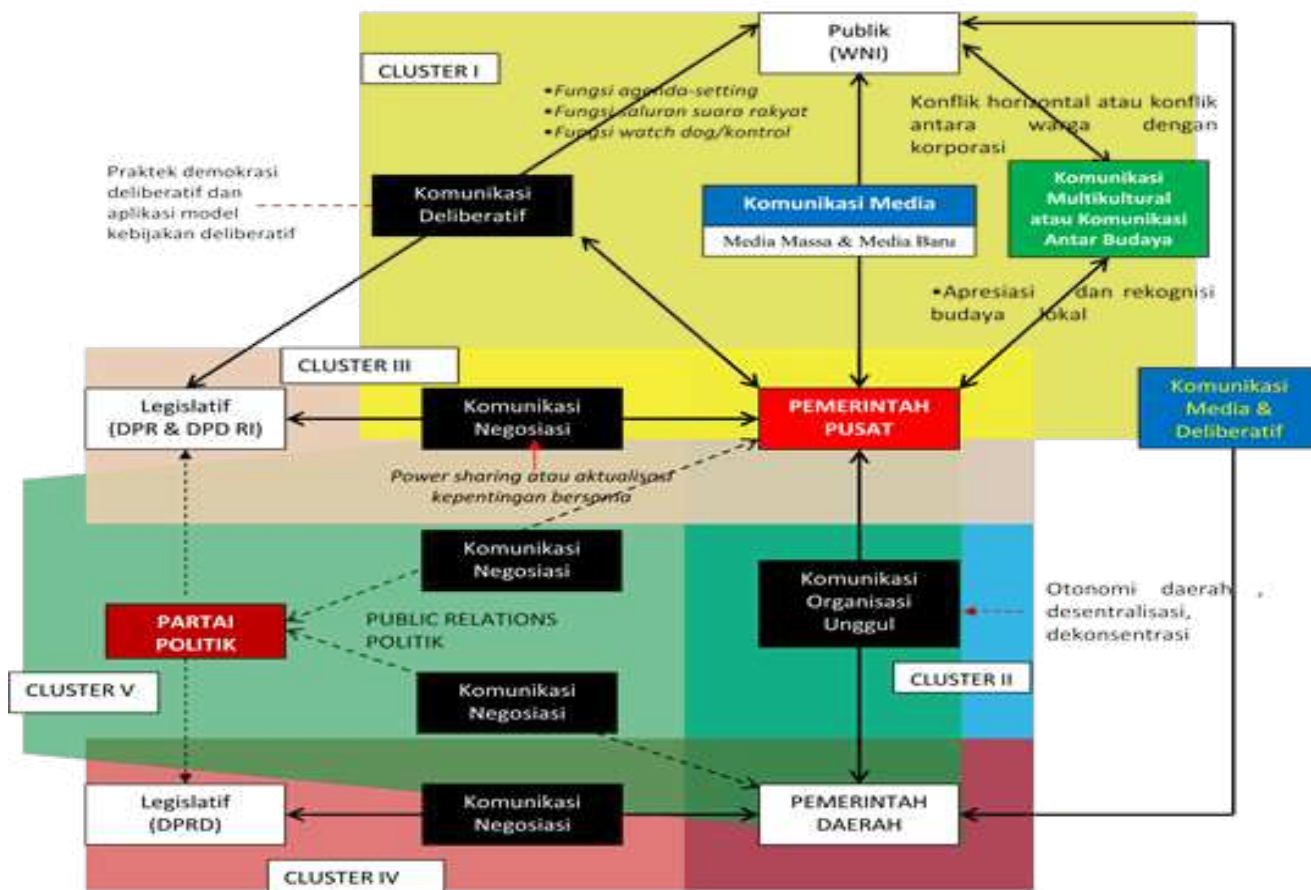 Publik
(WNI)
CLUSTER I
•Fungsi agenda-setting
•Fungsi saluran suara rakyat
•Fungsi watch dog/kontrol
Konflik horizontal atau konflik
antara warga dengan
korporasi
Praktek demokrasi
deliberatif dan
aplikasi model
kebijakan deliberatif
Komunikasi
Deliberatif
Komunikasi Media
Media Massa & Media Baru
Komunikasi
Multikultural
atau Komunikasi
Antar Budaya
•Apresiasi dan rekognisi
budaya lokal
CLUSTER III
Legislatif
(DPR & DPD RI)
Komunikasi
Negosiasi
PEMERINTAH
PUSAT
Komunikasi
Media &
Deliberatif
Power sharing atau aktualisasi
kepentingan bersama
Komunikasi
Negosiasi
Komunikasi
Organisasi
Unggul
Otonomi daerah ,
desentralisasi,
dekonsentrasi
PARTAI
POLITIK
PUBLIC RELATIONS
POLITIK
CLUSTER V
Komunikasi
Negosiasi
CLUSTER II
Legislatif
(DPRD)
Komunikasi
Negosiasi
PEMERINTAH
DAERAH
CLUSTER IV